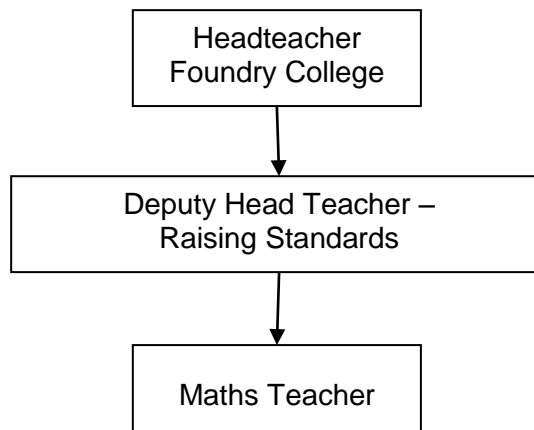 Headteacher
Foundry College
Deputy Head Teacher –
Raising Standards
Maths Teacher